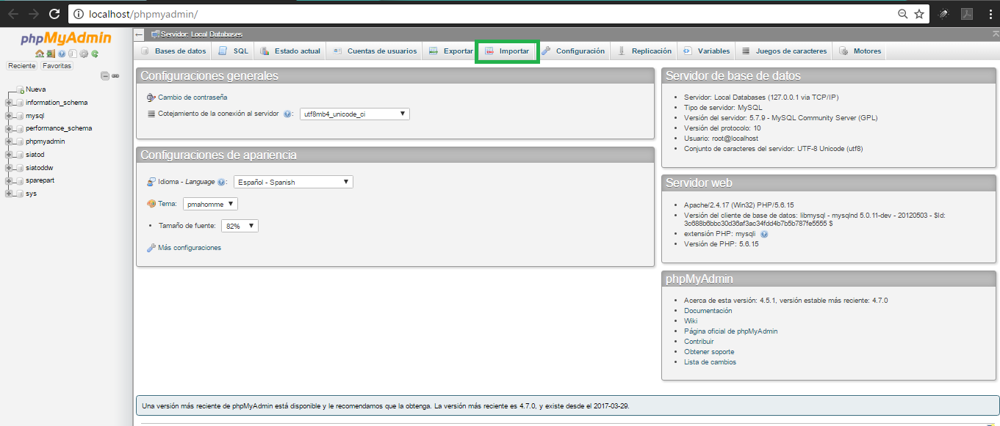 localhost/phpmyadmin/
phpMyAdmin
Reciente Favoritas
Nueva
information_schema
mysql
performance_schema
phpmyadmin
siatod
siatoddw
sparepart
sys
Servidor: Local Databases
Bases de datos SQL Estado actual Cuentas de usuarios Exportar Importar Configuración Replicación Variables Juegos de caracteres Motores
Configuraciones generales
Cambio de contraseña
Cotejamiento de la conexión al servidor : utf8mb4_unicode_ci
Configuraciones de apariencia
Idioma - Language : Español - Spanish
Tema: pmahomme
Tamaño de fuente: 82%
Más configuraciones
Servidor de base de datos
Servidor: Local Databases (127.0.0.1 via TCP/IP)
Tipo de servidor: MySQL
Versión del servidor: 5.7.9 - MySQL Community Server (GPL)
Versión del protocolo: 10
Usuario: root@localhost
Conjunto de caracteres del servidor: UTF-8 Unicode (utf8)
Servidor web
Apache/2.4.17 (Win32) PHP/5.6.15
Versión del cliente de base de datos: libmysql - mysqlnd 5.0.11-dev - 20120503 - $Id:
3c688b6bbc30d36af3ac34fdd4b7b5b787fe5555 $
extensión PHP: mysqli
Versión de PHP: 5.6.15
phpMyAdmin
Acerca de esta versión: 4.5.1, versión estable más reciente: 4.7.0
Documentación
Wiki
Página oficial de phpMyAdmin
Contribuir
Obtener soporte
Lista de cambios
Una versión más reciente de phpMyAdmin está disponible y le recomendamos que la obtenga. La versión más reciente es 4.7.0, y existe desde el 2017-03-29.